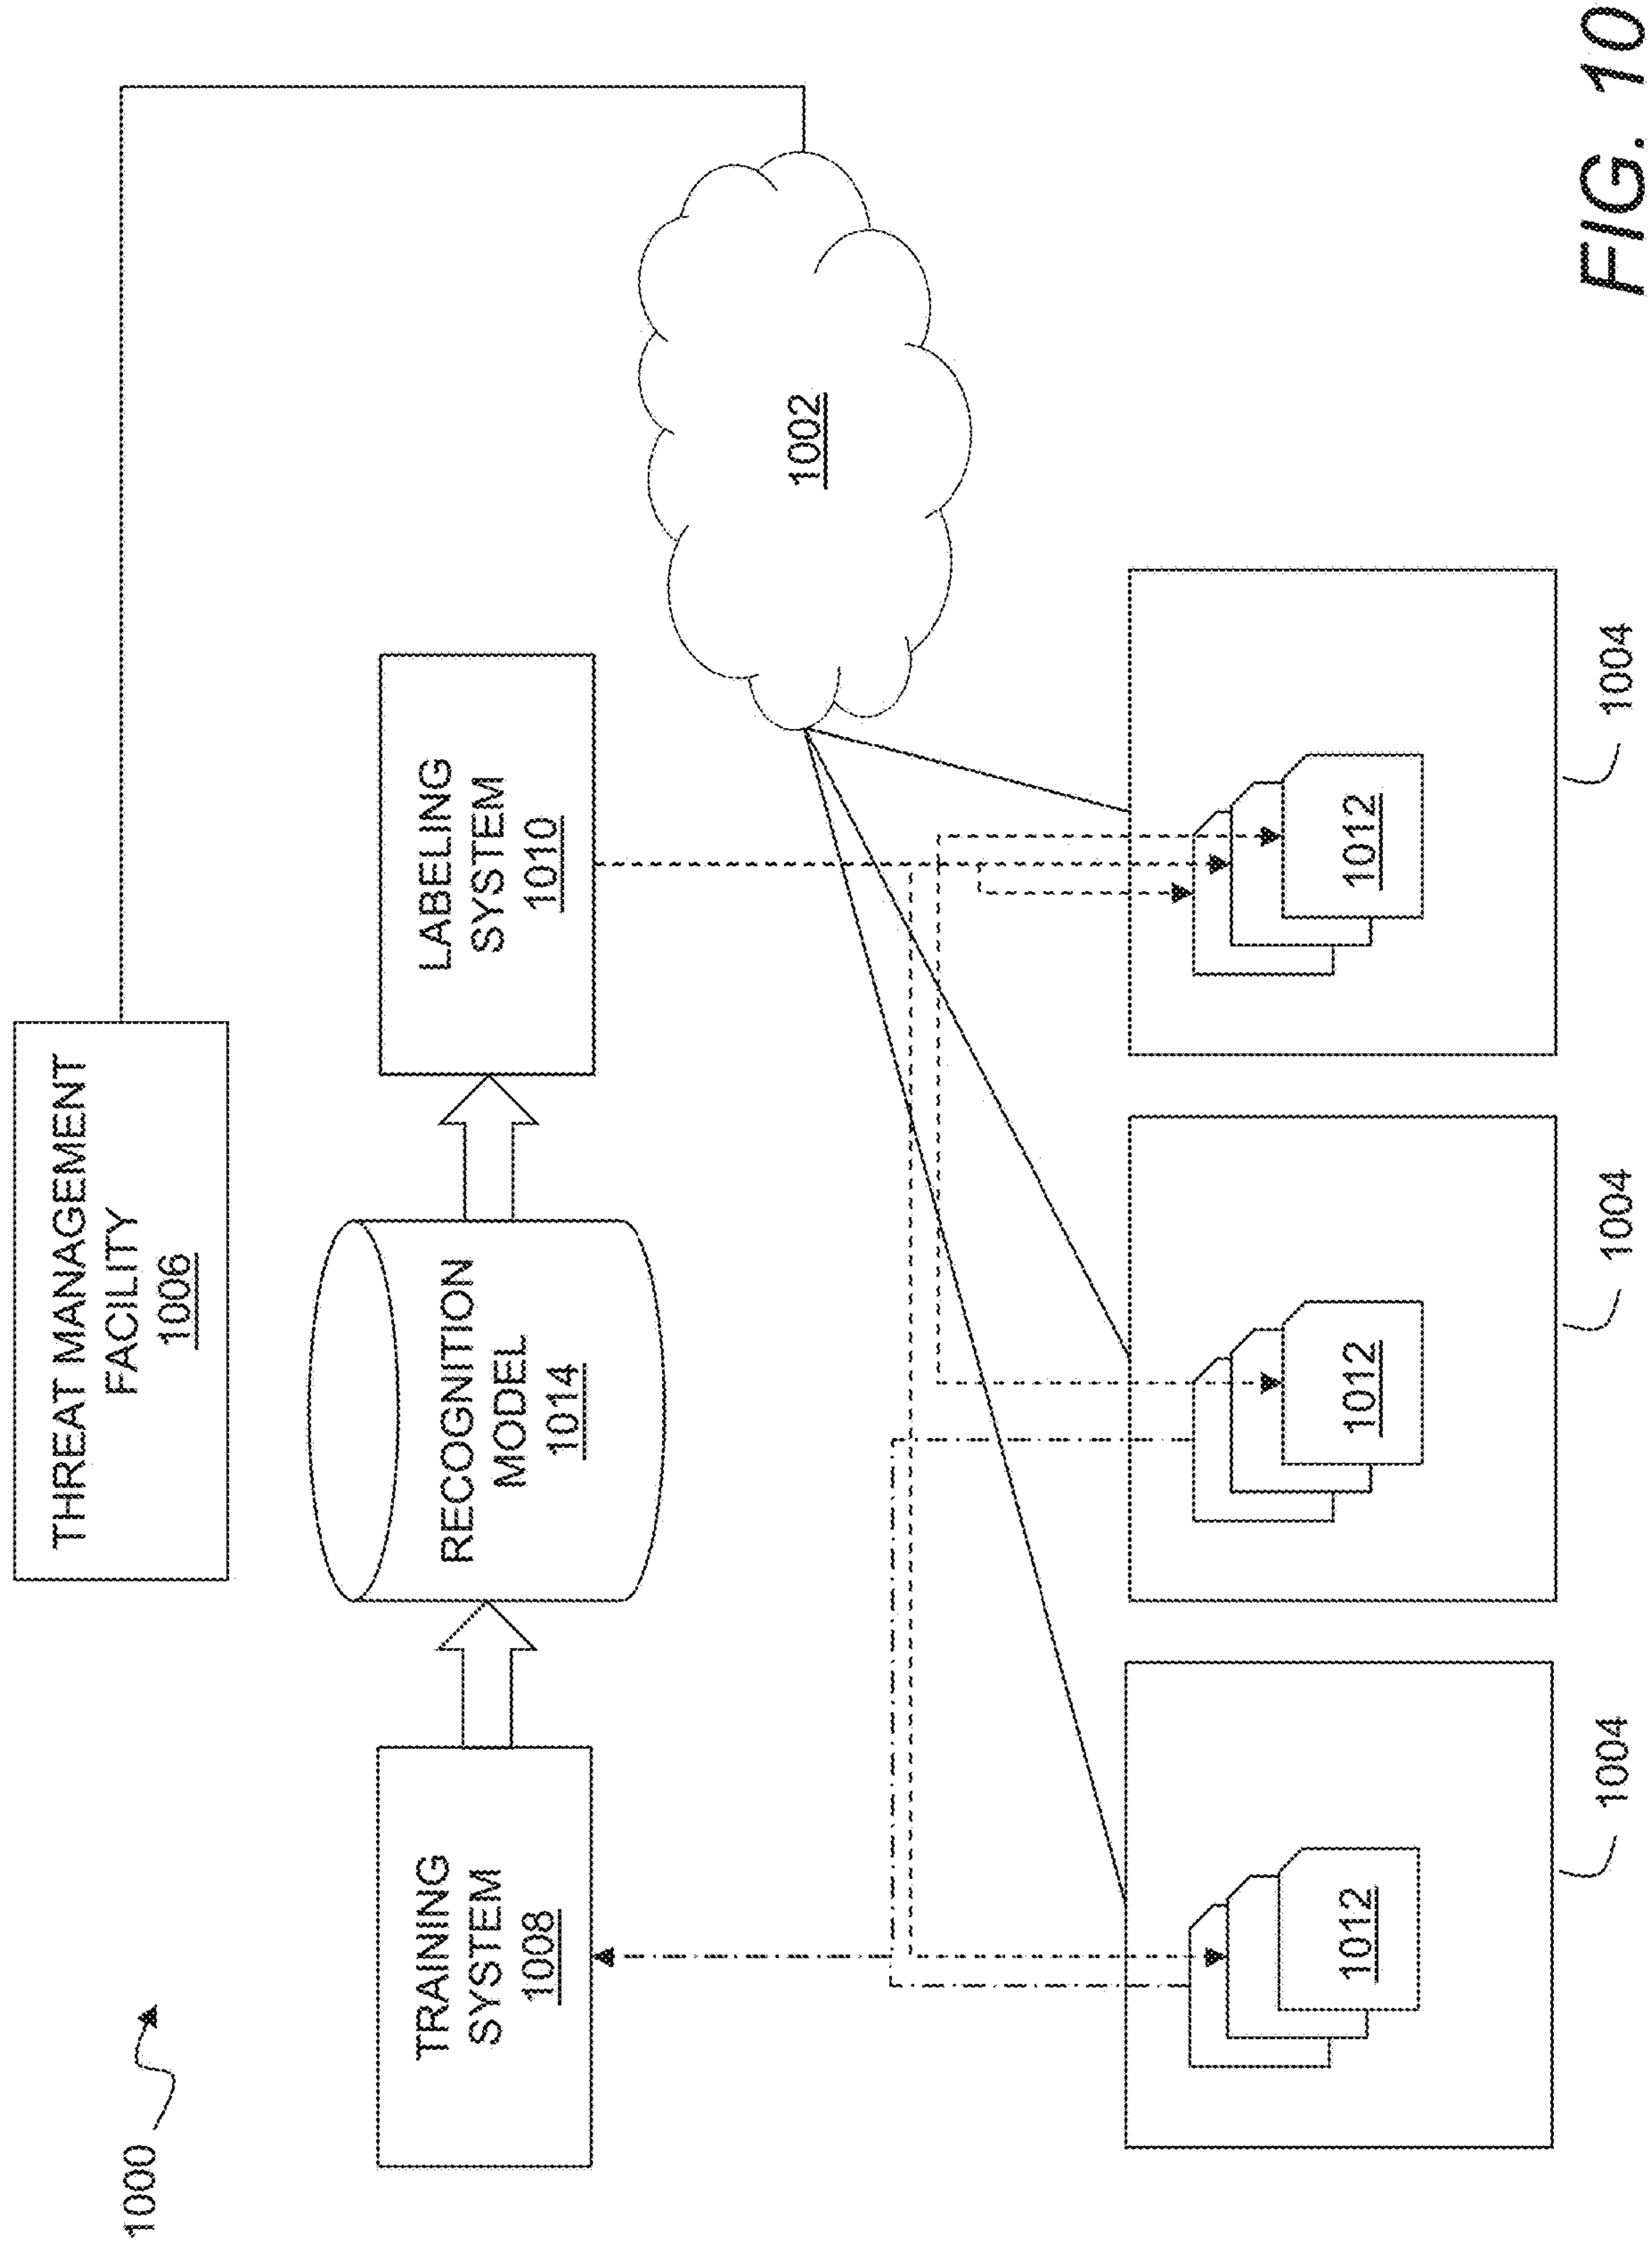 1000
THREAT MANAGEMENT
FACILITY
1006
TRAINING
SYSTEM
1008
RECOGNITION
MODEL
1014
LABELING
SYSTEM
1010
1002
1012
1012
1012
1004
1004
1004
FIG. 10